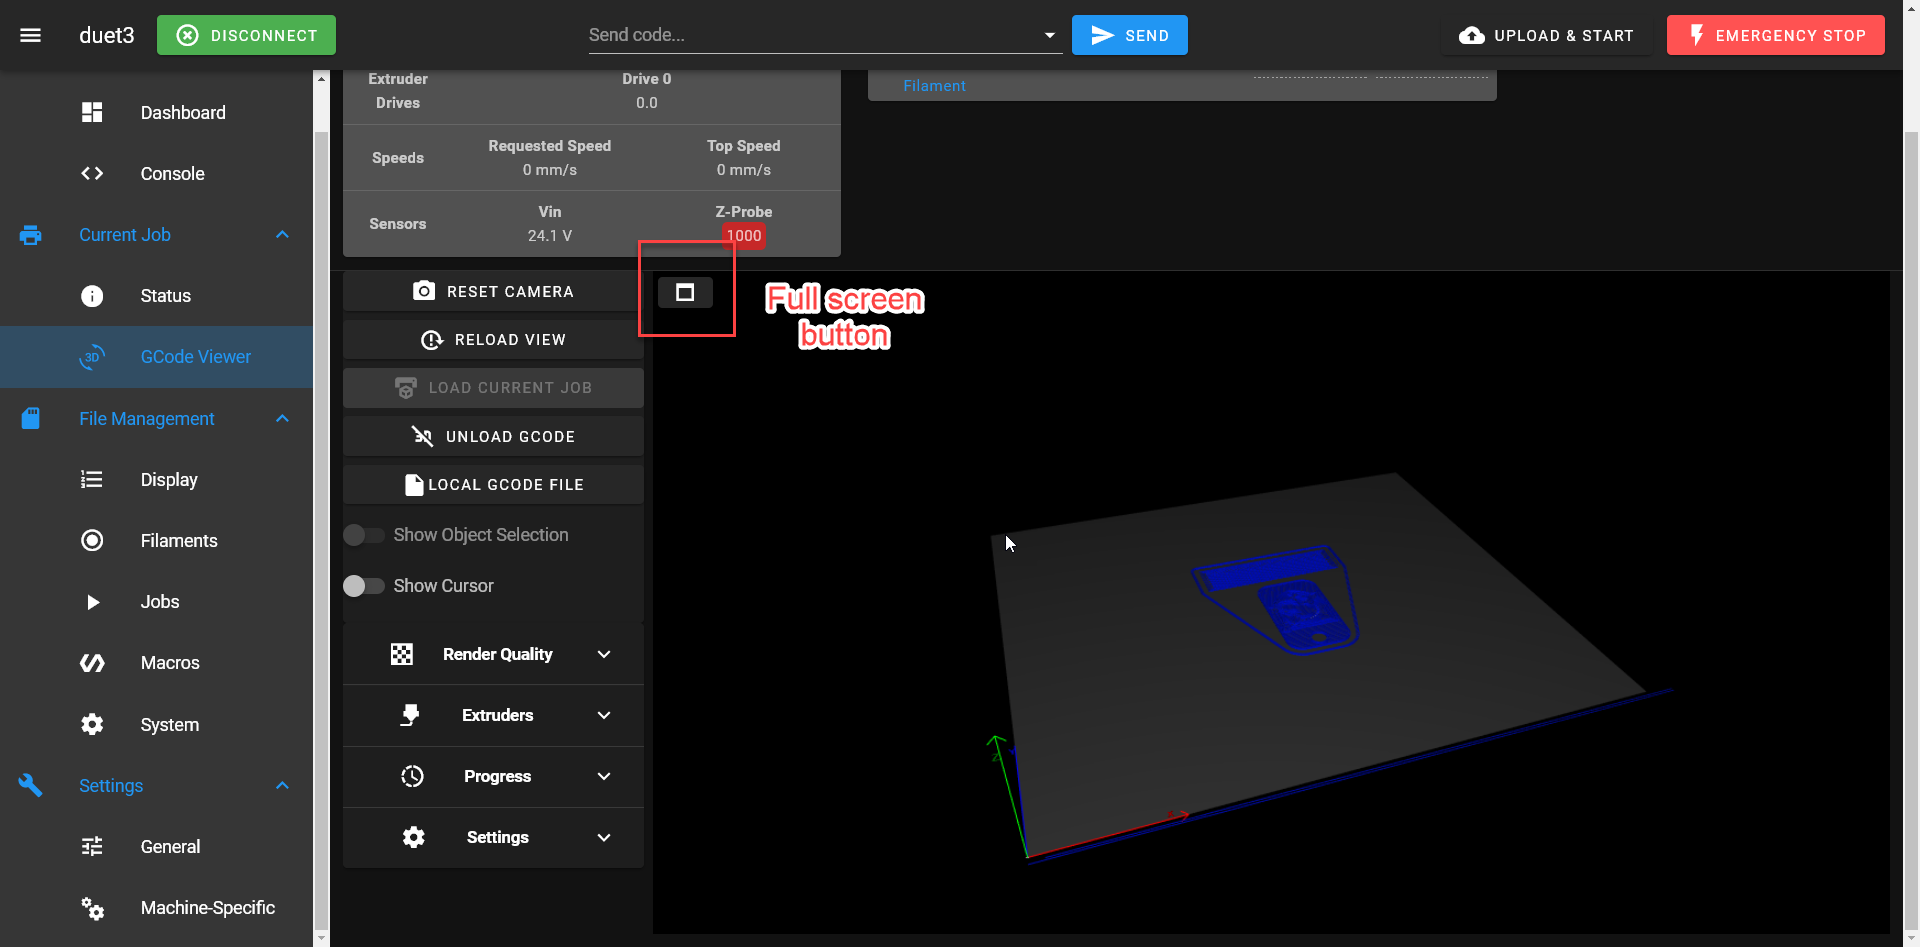 duet3
DISCONNECT
Send code...
SEND
UPLOAD & START
EMERGENCY STOP
Dashboard
Console
Current Job
Status
GCode Viewer
File Management
Display
Filaments
Jobs
Macros
System
Settings
General
Machine-Specific
Extruder Drives
Drive 0
0.0
Speeds
Requested Speed
0 mm/s
Top Speed
0 mm/s
Sensors
Vin
24.1 V
Z-Probe
1000
Filament
RESET CAMERA
RELOAD VIEW
LOAD CURRENT JOB
UNLOAD GCODE
LOCAL GCODE FILE
Show Object Selection
Show Cursor
Render Quality
Extruders
Progress
Settings
Full screen
button
3D
Z